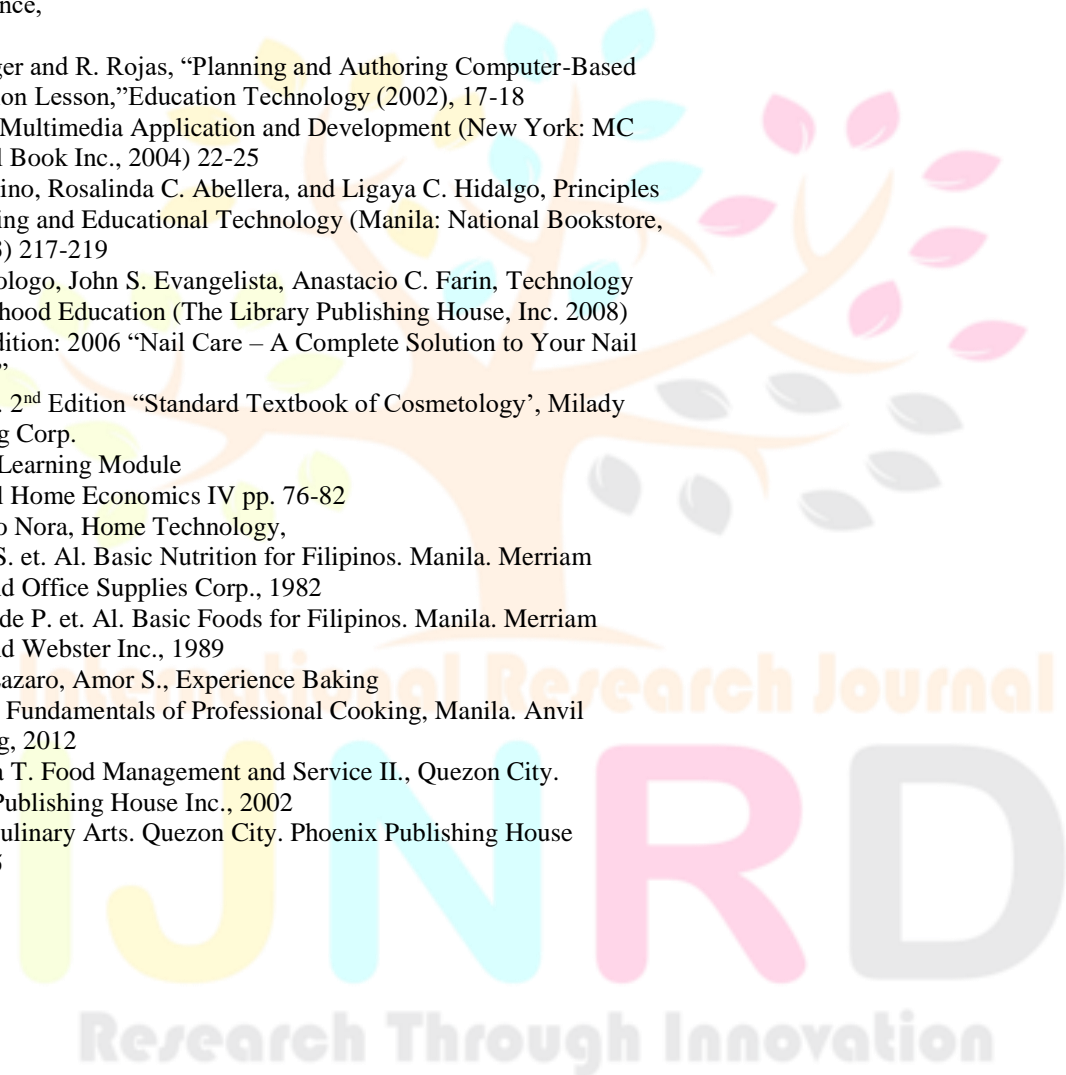 nce,
ger and R. Rojas, “Planning and Authoring Computer-Based
on Lesson,”Education Technology (2002), 17-18
Multimedia Application and Development (New York: MC
l Book Inc., 2004) 22-25
ino, Rosalinda C. Abellera, and Ligaya C. Hidalgo, Principles
ing and Educational Technology (Manila: National Bookstore,
) 217-219
ologo, John S. Evangelista, Anastacio C. Farin, Technology
hood Education (The Library Publishing House, Inc. 2008)
dition: 2006 “Nail Care – A Complete Solution to Your Nail
”
. 2nd Edition “Standard Textbook of Cosmetology’, Milady
g Corp.
Learning Module
l Home Economics IV pp. 76-82
o Nora, Home Technology,
S. et. Al. Basic Nutrition for Filipinos. Manila. Merriam
d Office Supplies Corp., 1982
de P. et. Al. Basic Foods for Filipinos. Manila. Merriam
d Webster Inc., 1989
azaro, Amor S., Experience Baking
Fundamentals of Professional Cooking, Manila. Anvil
g, 2012
a T. Food Management and Service II., Quezon City.
Publishing House Inc., 2002
ulinary Arts. Quezon City. Phoenix Publishing House
International Research Journal
IJNRD
Research Through Innovation